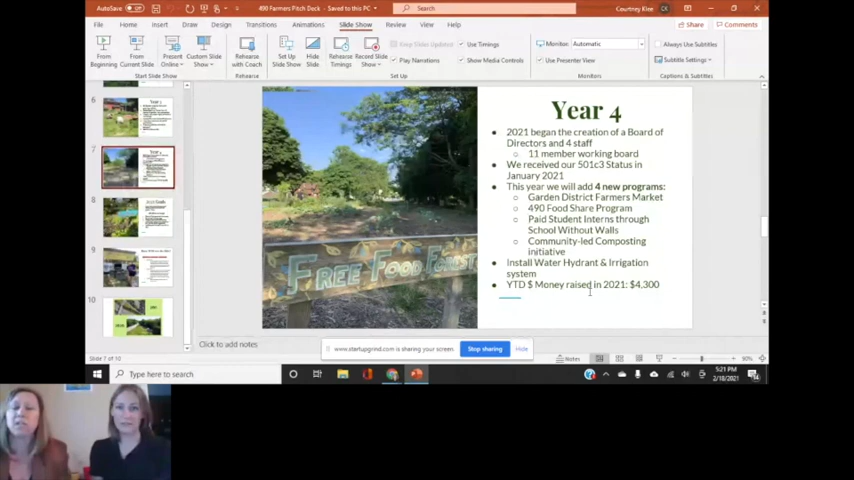 AutoSave
Off
490 Farmers Pitch Deck - Saved to this PC
Search
Courtney Klee
CK
File
Home
Insert
Draw
Design
Transitions
Animations
Slide Show
Review
View
Help
Share
Comments
From
Beginning
From
Current Slide
Present
Online
Custom Slide
Show
Rehearse
with Coach
Set Up
Slide Show
Hide
Slide
Rehearse
Timings
Record Slide
Show
Keep Slides Updated
Play Narrations
Use Timings
Show Media Controls
Monitor:
Automatic
Use Presenter View
Always Use Subtitles
Subtitle Settings
Start Slide Show
Rehearse
Set Up
Monitors
Captions & Subtitles
6
7
8
9
10
FREE FOOD FOREST
Year 4
2021 began the creation of a Board of
Directors and 4 staff
11 member working board
We received our 501c3 Status in
January 2021
This year we will add 4 new programs:
Garden District Farmers Market
490 Food Share Program
Paid Student Interns through
School Without Walls
Community-led Composting
initiative
Install Water Hydrant & Irrigation
system
YTD $ Money raised in 2021: $4,300
Click to add notes
www.startupgrind.com is sharing your screen.
Stop sharing
Hide
Slide 7 of 10
Notes
90%
Type here to search
5:21 PM
2/18/2021